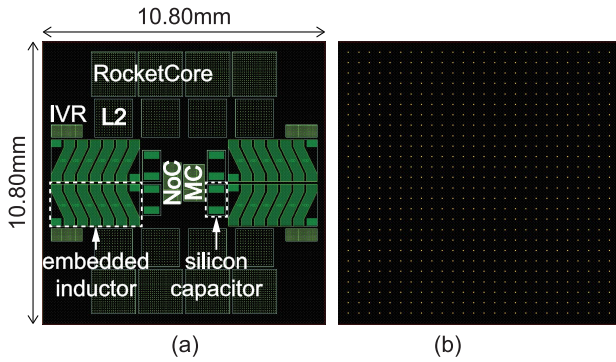 10.80mm
10.80mm
RocketCore
IVR
L2
NoC
MC
embedded
inductor
silicon
capacitor
(a)
(b)